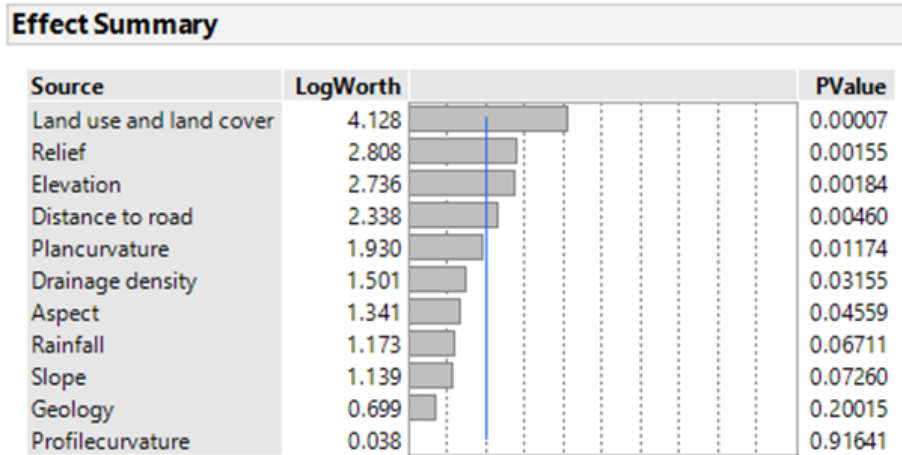 Effect Summary
Source LogWorth PValue
Land use and land cover 4.128 0.00007
Relief 2.808 0.00155
Elevation 2.736 0.00184
Distance to road 2.338 0.00460
Plancurvature 1.930 0.01174
Drainage density 1.501 0.03155
Aspect 1.341 0.04559
Rainfall 1.173 0.06711
Slope 1.139 0.07260
Geology 0.699 0.20015
Profilecurvature 0.038 0.91641